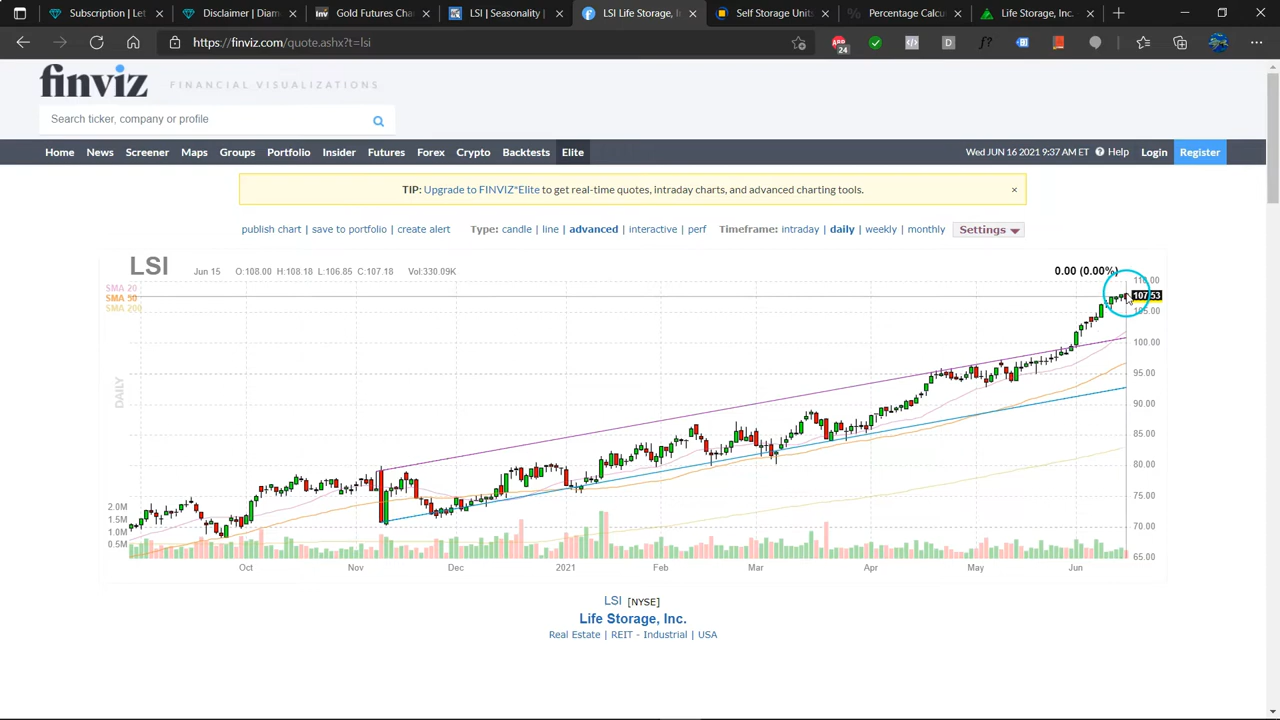 Subscription | Let
Disclaimer | Diam
Inv Gold Futures Cha
LSI | Seasonality
LSI Life Storage, In
Self Storage Units
Percentage Calcu
Life Storage, Inc.
https://finviz.com/quote.ashx?t=lsi
ABP
24
D
f?
finviz FINANCIAL VISUALIZATIONS
Search ticker, company or profile
Home News Screener Maps Groups Portfolio Insider Futures Forex Crypto Backtests Elite
Wed JUN 16 2021 9:37 AM ET Help Login Register
TIP: Upgrade to FINVIZ*Elite to get real-time quotes, intraday charts, and advanced charting tools. ×
publish chart | save to portfolio | create alert Type: candle | line | advanced | interactive | perf Timeframe: intraday | daily | weekly | monthly Settings
LSI Jun 15 O:108.00 H:108.18 L:106.85 C:107.18 Vol:330.09K
0.00 (0.00%)
SMA 20
SMA 50
SMA 200
DAILY
110.00
107.53
105.00
100.00
95.00
90.00
85.00
80.00
75.00
70.00
65.00
2.0M
1.5M
1.0M
0.5M
Oct Nov Dec 2021 Feb Mar Apr May Jun
LSI [NYSE]
Life Storage, Inc.
Real Estate | REIT - Industrial | USA